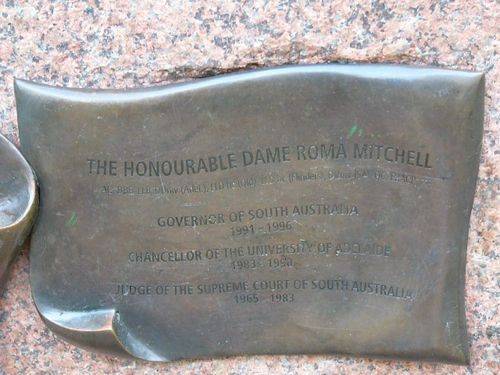 THE HONOURABLE DAME ROMA MITCHELL
GOVERNOR OF SOUTH AUSTRALIA
1991 - 1996
CHANCELLOR OF THE UNIVERSITY OF ADELAIDE
1983 - 1990
JUDGE OF THE SUPREME COURT OF SOUTH AUSTRALIA
1965 - 1983